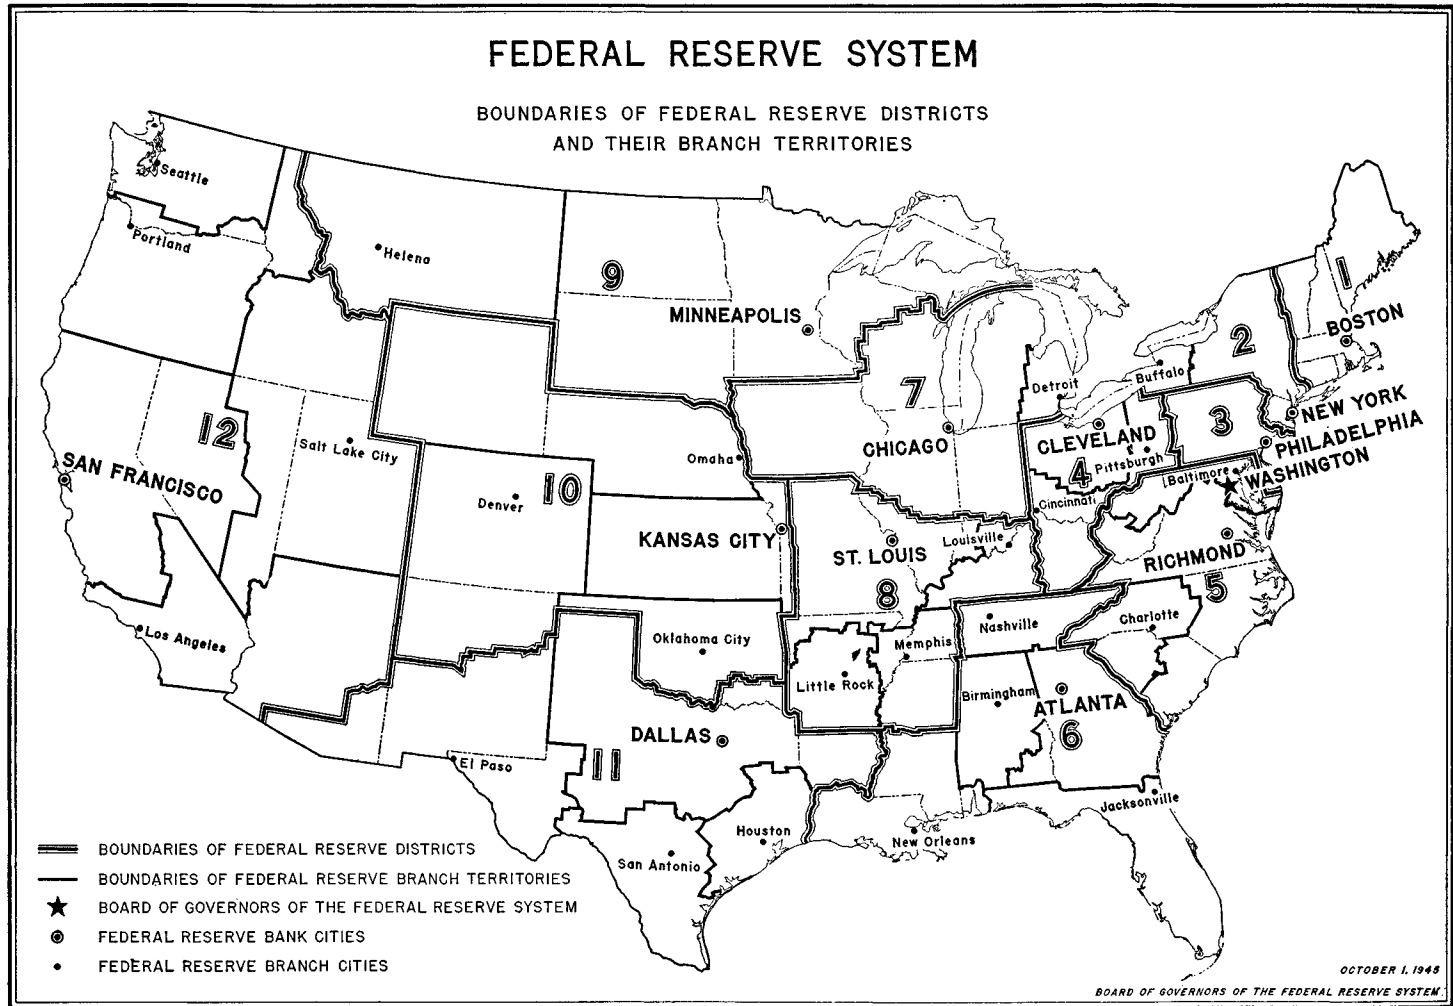 FEDERAL RESERVE SYSTEM
BOUNDARIES OF FEDERAL RESERVE DISTRICTS
AND THEIR BRANCH TERRITORIES
Seattle
Portland
Helena
9
MINNEAPOLIS
1
BOSTON
2
Buffalo
Detroit
7
CHICAGO
CLEVELAND
4
Pittsburgh
3
NEW YORK
PHILADELPHIA
WASHINGTON
Baltimore
Cincinnati
12
SAN FRANCISCO
Salt Lake City
Omaha
Denver
10
KANSAS CITY
ST. LOUIS
8
Louisville
RICHMOND
5
Los Angeles
Oklahoma City
Little Rock
Memphis
Nashville
Charlotte
Birmingham
ATLANTA
6
DALLAS
11
El Paso
Houston
San Antonio
New Orleans
Jacksonville
BOUNDARIES OF FEDERAL RESERVE DISTRICTS
BOUNDARIES OF FEDERAL RESERVE BRANCH TERRITORIES
BOARD OF GOVERNORS OF THE FEDERAL RESERVE SYSTEM
FEDERAL RESERVE BANK CITIES
FEDERAL RESERVE BRANCH CITIES
OCTOBER 1, 1945
BOARD OF GOVERNORS OF THE FEDERAL RESERVE SYSTEM